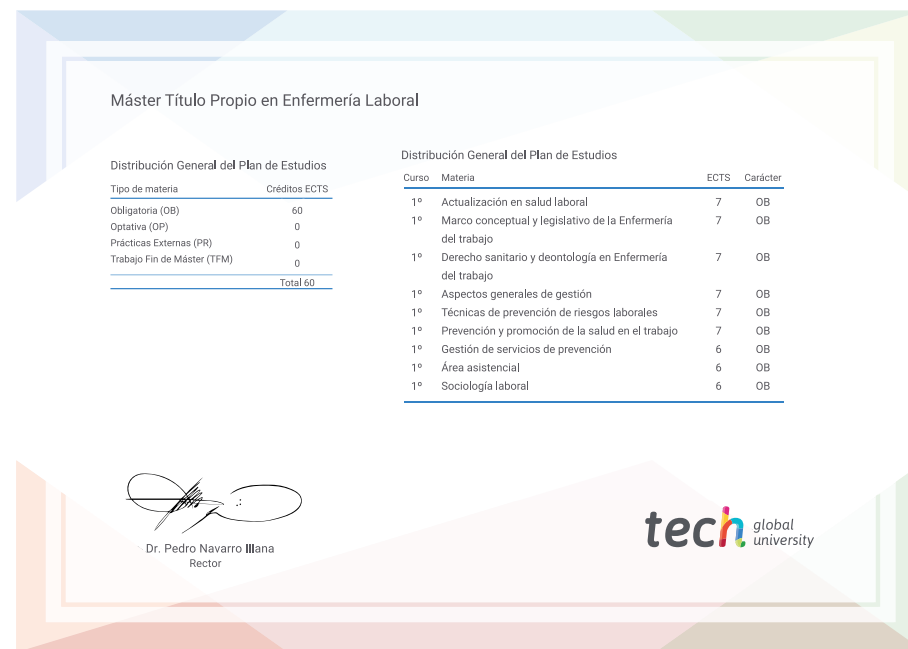 Máster Título Propio en Enfermería Laboral
Distribución General del Plan de Estudios
Tipo de materia Créditos ECTS
Obligatoria (OB) 60
Optativa (OP) 0
Prácticas Externas (PR) 0
Trabajo Fin de Máster (TFM) 0
Total 60
Distribución General del Plan de Estudios
Curso Materia ECTS Carácter
1º Actualización en salud laboral 7 OB
1º Marco conceptual y legislativo de la Enfermería 7 OB
del trabajo
1º Derecho sanitario y deontología en Enfermería 7 OB
del trabajo
1º Aspectos generales de gestión 7 OB
1º Técnicas de prevención de riesgos laborales 7 OB
1º Prevención y promoción de la salud en el trabajo 7 OB
1º Gestión de servicios de prevención 6 OB
1º Área asistencial 6 OB
1º Sociología laboral 6 OB
Dr. Pedro Navarro Illana
Rector
tech global
university